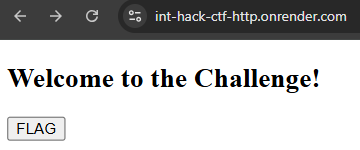 int-hack-ctf-http.onrender.com
Welcome to the Challenge!
FLAG